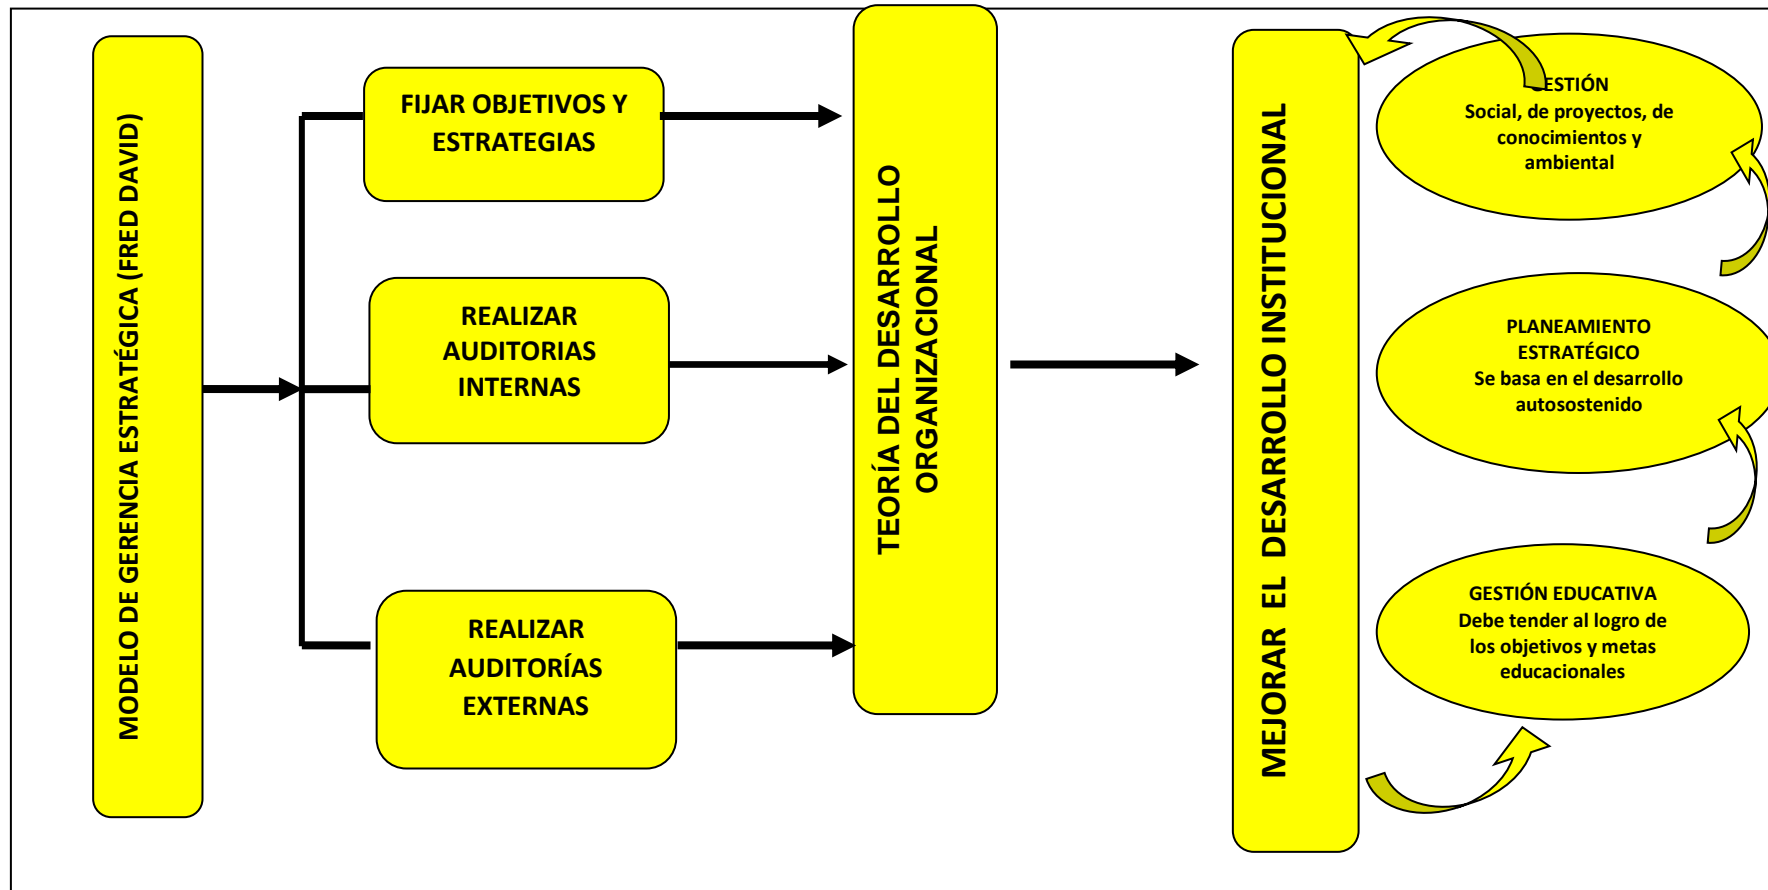 MODELO DE GERENCIA ESTRATÉGICA (FRED DAVID)
FIJAR OBJETIVOS Y
ESTRATEGIAS
REALIZAR
AUDITORIAS
INTERNAS
REALIZAR
AUDITORÍAS
EXTERNAS
TEORÍA DEL DESARROLLO
ORGANIZACIONAL
MEJORAR EL DESARROLLO INSTITUCIONAL
GESTIÓN
Social, de proyectos, de
conocimientos y
ambiental
PLANEAMIENTO
ESTRATÉGICO
Se basa en el desarrollo
autosostenido
GESTIÓN EDUCATIVA
Debe tender al logro de
los objetivos y metas
educacionales